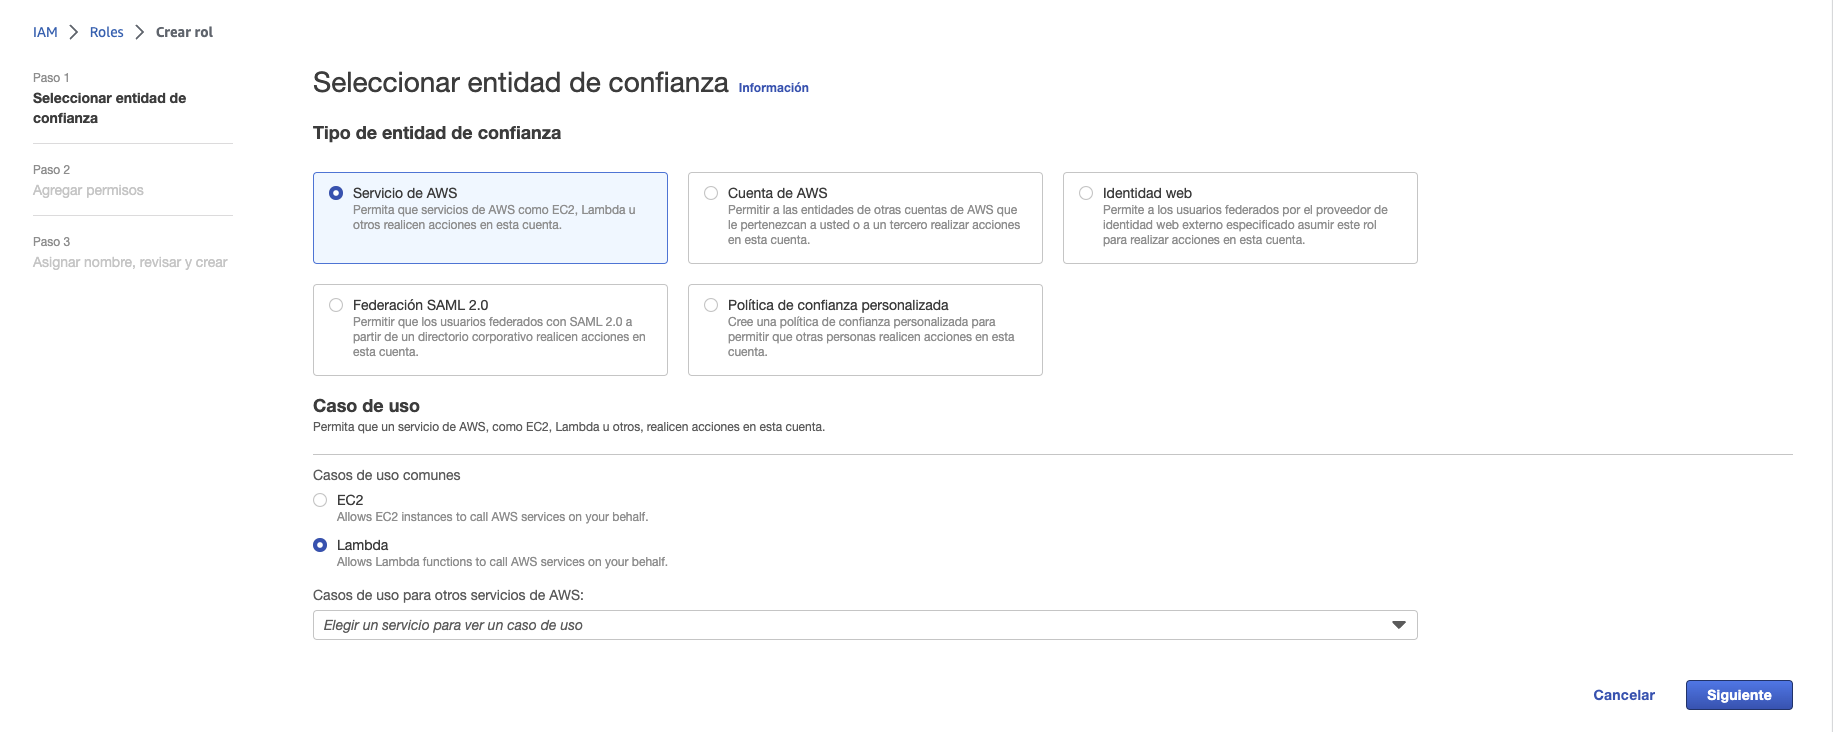 IAM > Roles > Crear rol
Paso 1
Seleccionar entidad de
confianza
Paso 2
Agregar permisos
Paso 3
Asignar nombre, revisar y crear
Seleccionar entidad de confianza Información
Tipo de entidad de confianza
Servicio de AWS
Permita que servicios de AWS como EC2, Lambda u
otros realicen acciones en esta cuenta.
Cuenta de AWS
Permitir a las entidades de otras cuentas de AWS que
le pertenezcan a usted o a un tercero realizar acciones
en esta cuenta.
Identidad web
Permite a los usuarios federados por el proveedor de
identidad web externo especificado asumir este rol
para realizar acciones en esta cuenta.
Federación SAML 2.0
Permitir que los usuarios federados con SAML 2.0 a
partir de un directorio corporativo realicen acciones en
esta cuenta.
Política de confianza personalizada
Cree una política de confianza personalizada para
permitir que otras personas realicen acciones en esta
cuenta.
Caso de uso
Permita que un servicio de AWS, como EC2, Lambda u otros, realicen acciones en esta cuenta.
Casos de uso comunes
EC2
Allows EC2 instances to call AWS services on your behalf.
Lambda
Allows Lambda functions to call AWS services on your behalf.
Casos de uso para otros servicios de AWS:
Elegir un servicio para ver un caso de uso
Cancelar Siguiente